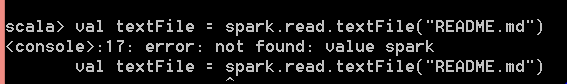 scala> val textFile = spark.read.textFile("README.md")
<console>:17: error: not found: value spark
       val textFile = spark.read.textFile("README.md")
                      ^